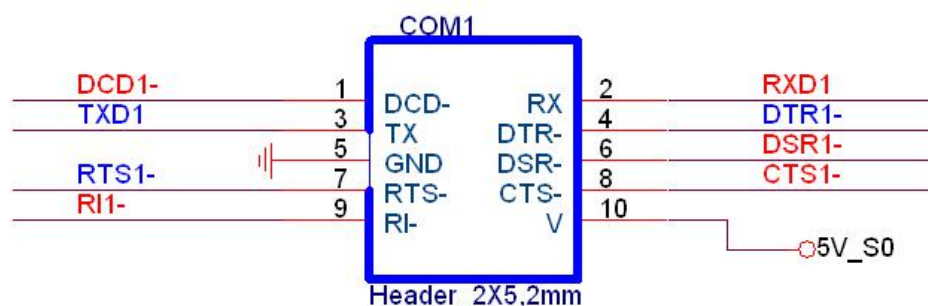 COM1
DCD1- 1 DCD- RX 2 RXD1
TXD1 3 TX DTR- 4 DTR1-
5 GND DSR- 6 DSR1-
RTS1- 7 RTS- CTS- 8 CTS1-
RI1- 9 RI- V 10
5V_S0
Header 2X5,2mm